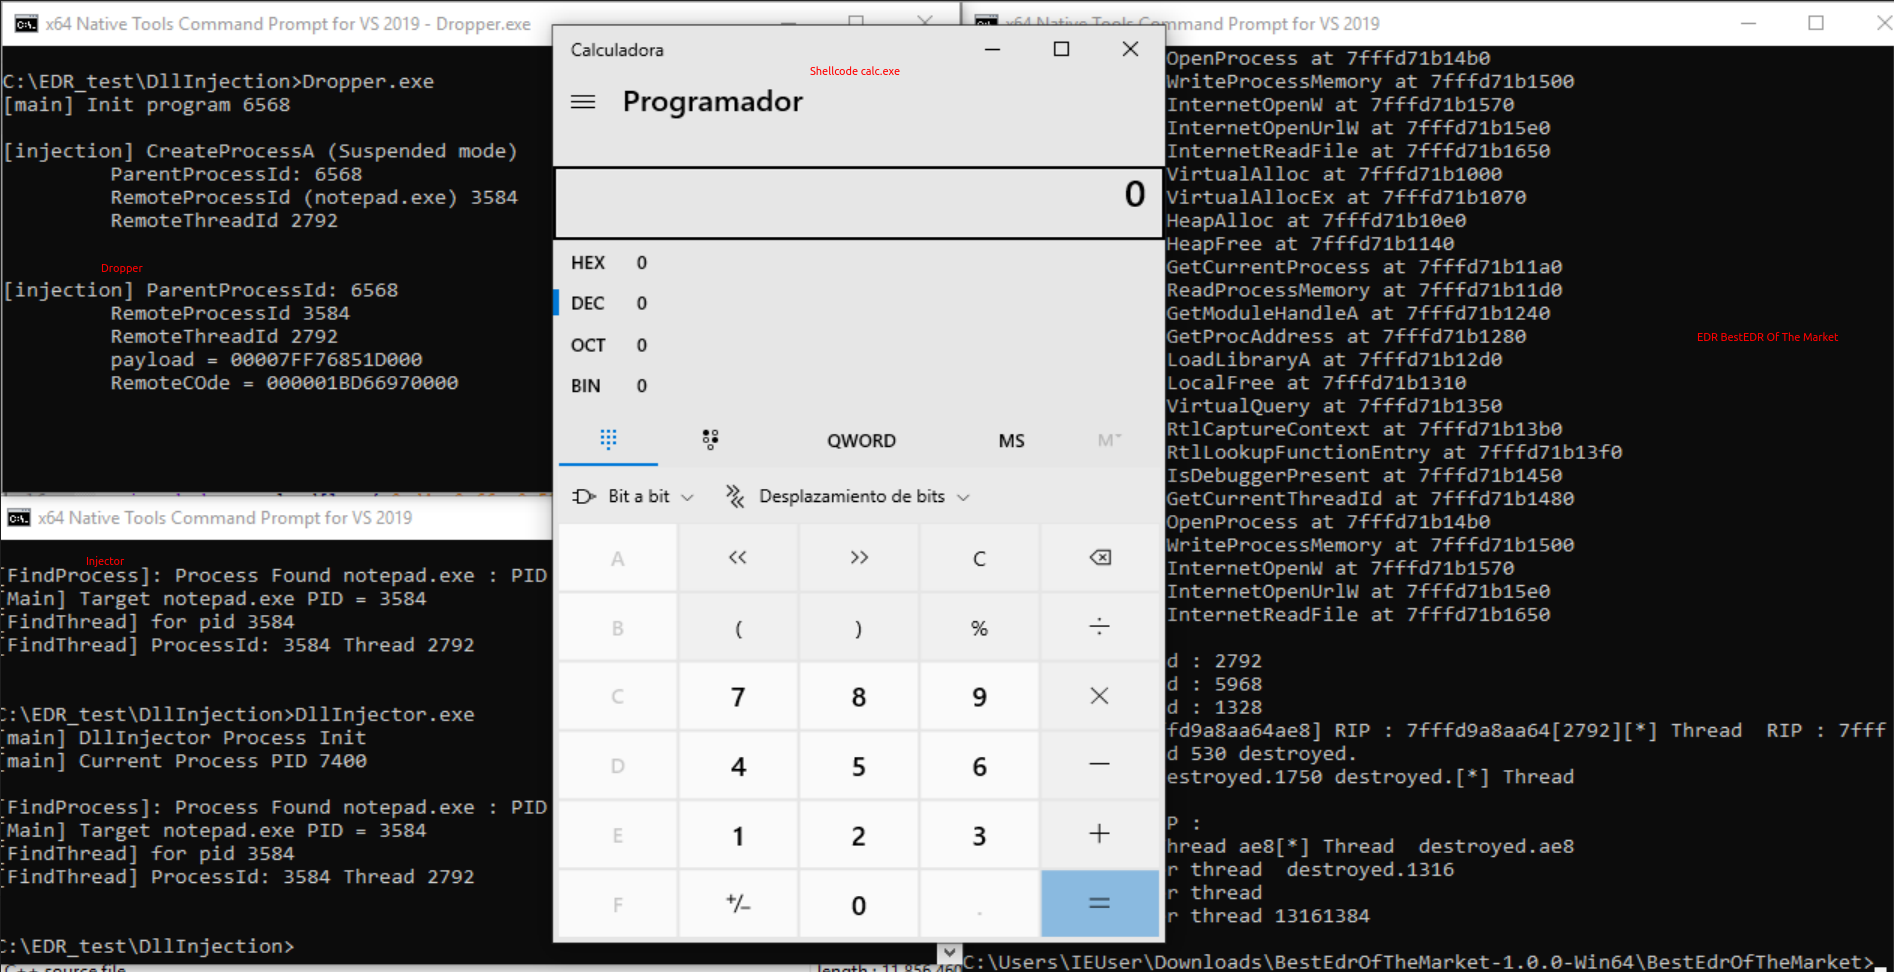 x64 Native Tools Command Prompt for VS 2019 - Dropper.exe
C:\EDR_test\DllInjection>Dropper.exe
[main] Init program 6568
[injection] CreateProcessA (Suspended mode)
ParentProcessId: 6568
RemoteProcessId (notepad.exe) 3584
RemoteThreadId 2792
Dropper
[injection] ParentProcessId: 6568
RemoteProcessId 3584
RemoteThreadId 2792
payload = 00007FF76851D000
RemoteCOde = 000001BD66970000
x64 Native Tools Command Prompt for VS 2019
Injector
[FindProcess]: Process Found notepad.exe : PID
[Main] Target notepad.exe PID = 3584
[FindThread] for pid 3584
[FindThread] ProcessId: 3584 Thread 2792
C:\EDR_test\DllInjection>DllInjector.exe
[main] DllInjector Process Init
[main] Current Process PID 7400
[FindProcess]: Process Found notepad.exe : PID
[Main] Target notepad.exe PID = 3584
[FindThread] for pid 3584
[FindThread] ProcessId: 3584 Thread 2792
C:\EDR_test\DllInjection>
C++ source file
length : 11.856.460
Calculadora
Shellcode calc.exe
Programador
0
HEX 0
DEC 0
OCT 0
BIN 0
QWORD MS M
Bit a bit Desplazamiento de bits
A << >> C
B ( ) % ÷
C 7 8 9 ×
D 4 5 6 −
E 1 2 3 +
F +/− 0 . =
x64 Native Tools Command Prompt for VS 2019
OpenProcess at 7fffd71b14b0
WriteProcessMemory at 7fffd71b1500
InternetOpenW at 7fffd71b1570
InternetOpenUrlW at 7fffd71b15e0
InternetReadFile at 7fffd71b1650
VirtualAlloc at 7fffd71b1000
VirtualAllocEx at 7fffd71b1070
HeapAlloc at 7fffd71b10e0
HeapFree at 7fffd71b1140
GetCurrentProcess at 7fffd71b11a0
ReadProcessMemory at 7fffd71b11d0
GetModuleHandleA at 7fffd71b1240
GetProcAddress at 7fffd71b1280
EDR BestEDR Of The Market
LoadLibraryA at 7fffd71b12d0
LocalFree at 7fffd71b1310
VirtualQuery at 7fffd71b1350
RtlCaptureContext at 7fffd71b13b0
RtlLookupFunctionEntry at 7fffd71b13f0
IsDebuggerPresent at 7fffd71b1450
GetCurrentThreadId at 7fffd71b1480
OpenProcess at 7fffd71b14b0
WriteProcessMemory at 7fffd71b1500
InternetOpenW at 7fffd71b1570
InternetOpenUrlW at 7fffd71b15e0
InternetReadFile at 7fffd71b1650
d : 2792
d : 5968
d : 1328
fd9a8aa64ae8] RIP : 7fffd9a8aa64[2792][*] Thread  RIP : 7fff
d 530 destroyed.
estroyed.1750 destroyed.[*] Thread
P :
hread ae8[*] Thread  destroyed.ae8
r thread  destroyed.1316
r thread
r thread 13161384
C:\Users\IEUser\Downloads\BestEdrOfTheMarket-1.0.0-Win64\BestEdrOfTheMarket>